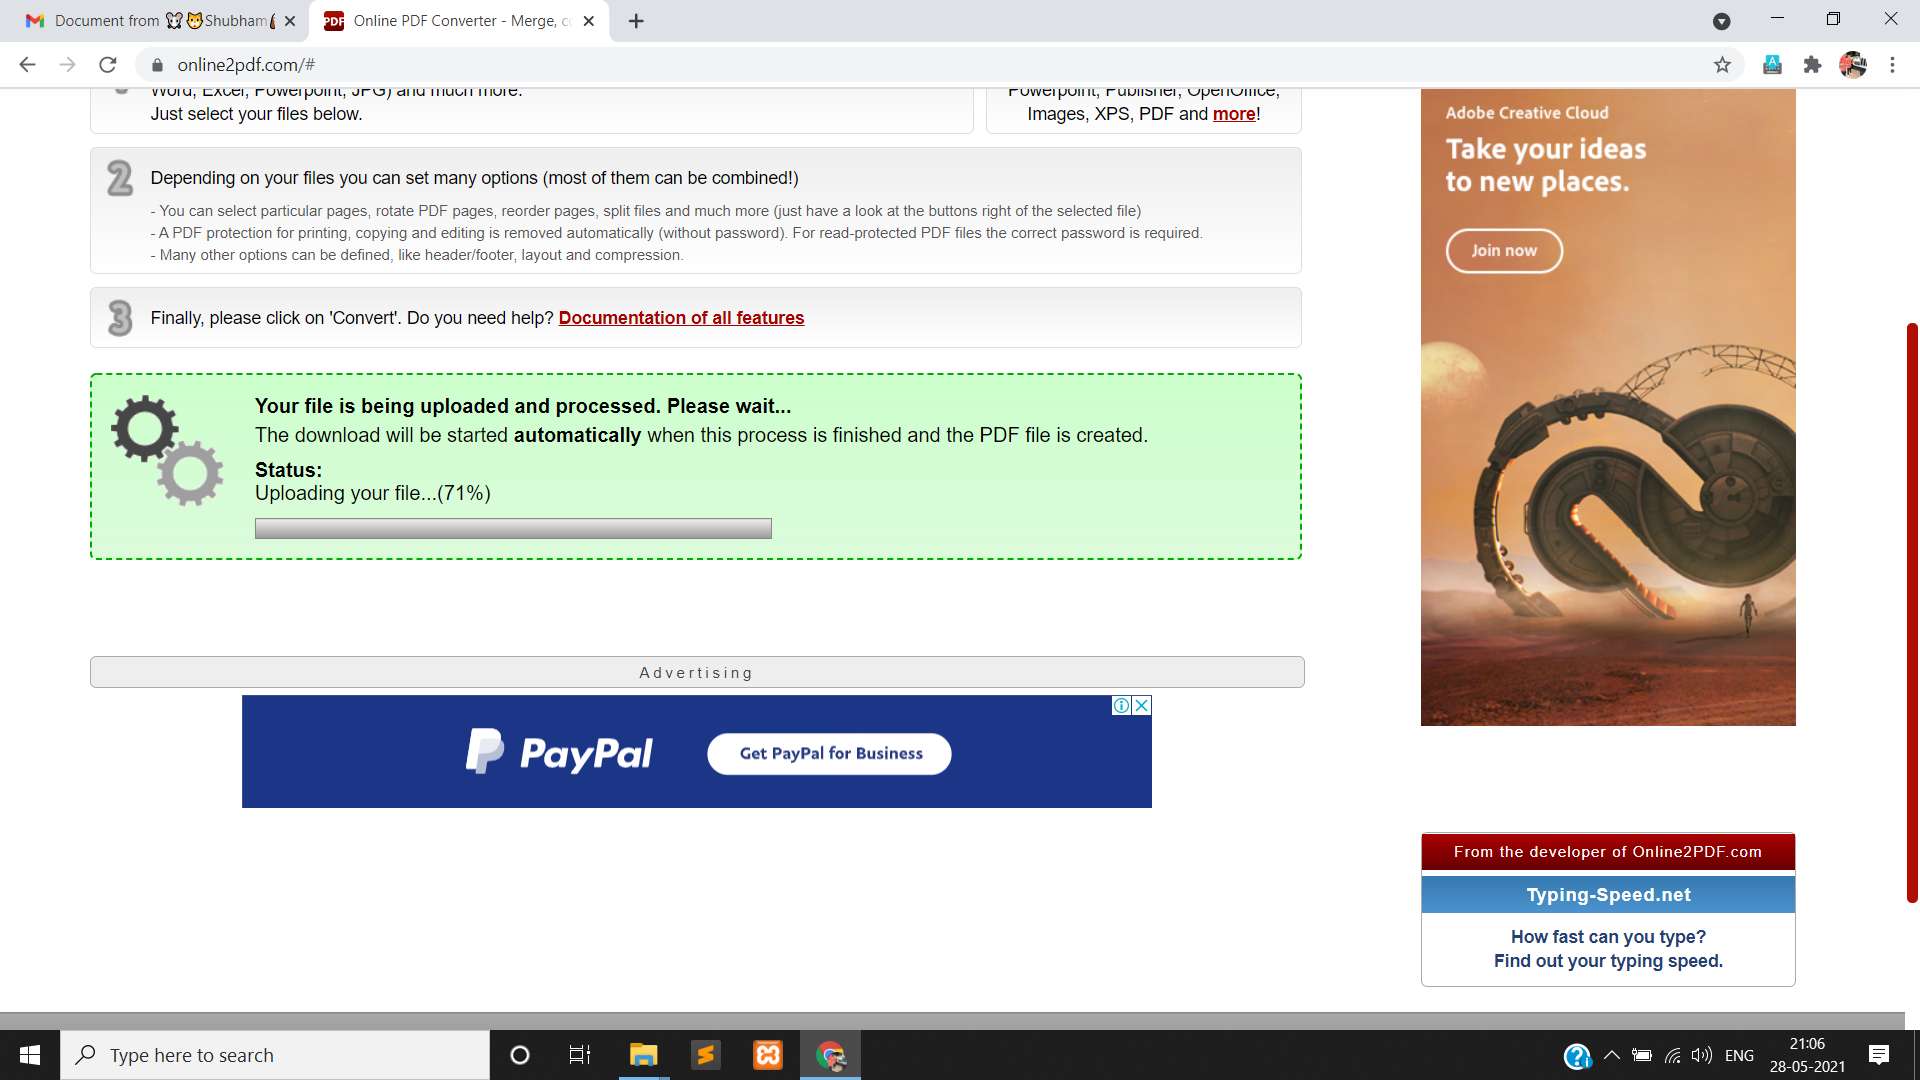 Document from 🐭🐱Shubham
Online PDF Converter - Merge, c
online2pdf.com/#
Word, Excel, Powerpoint, JPG) and much more.
Just select your files below.
Powerpoint, Publisher, OpenOffice,
Images, XPS, PDF and more!
2
Depending on your files you can set many options (most of them can be combined!)
- You can select particular pages, rotate PDF pages, reorder pages, split files and much more (just have a look at the buttons right of the selected file)
- A PDF protection for printing, copying and editing is removed automatically (without password). For read-protected PDF files the correct password is required.
- Many other options can be defined, like header/footer, layout and compression.
3
Finally, please click on 'Convert'. Do you need help? Documentation of all features
Your file is being uploaded and processed. Please wait...
The download will be started automatically when this process is finished and the PDF file is created.
Status:
Uploading your file...(71%)
Advertising
PayPal
Get PayPal for Business
Adobe Creative Cloud
Take your ideas
to new places.
Join now
From the developer of Online2PDF.com
Typing-Speed.net
How fast can you type?
Find out your typing speed.
Type here to search
ENG
21:06
28-05-2021